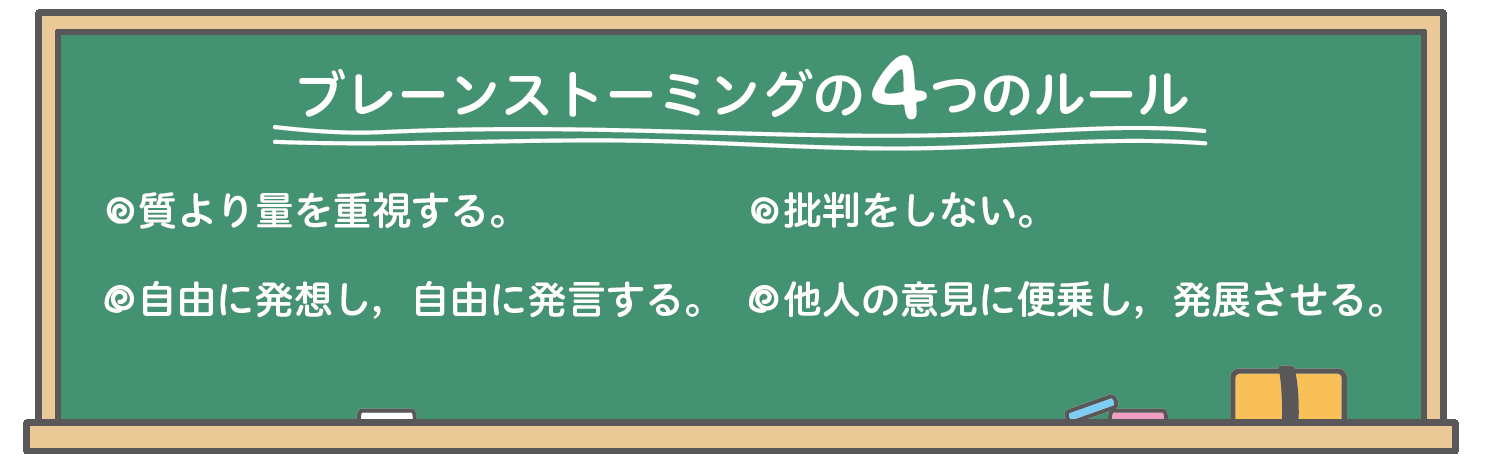 ブレーンストーミングの4つのルール
質より量を重視する。
批判をしない。
自由に発想し，自由に発言する。
他人の意見に便乗し，発展させる。